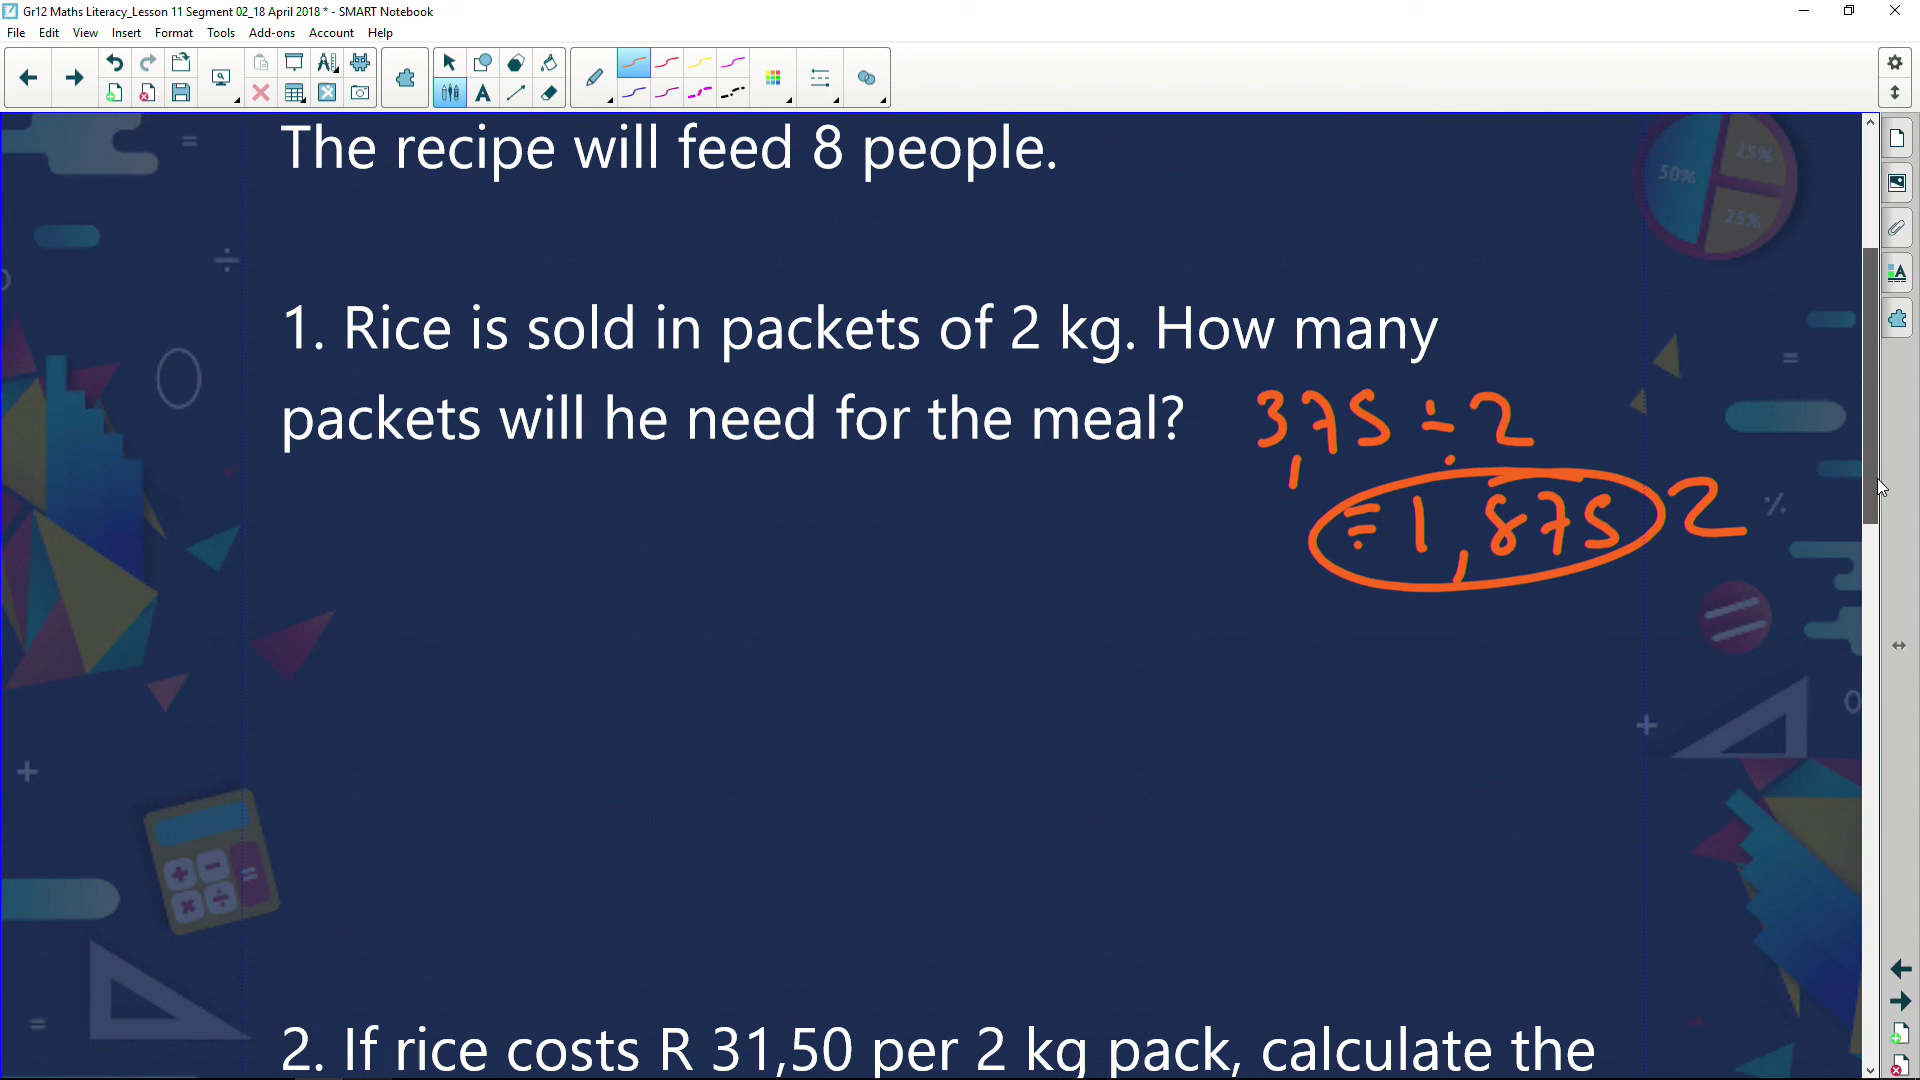 Gr12 Maths Literacy_Lesson 11 Segment 02_18 April 2018 * - SMART Notebook
File Edit View Insert Format Tools Add-ons Account Help
The recipe will feed 8 people.
50% 25%
25%
1. Rice is sold in packets of 2 kg. How many
packets will he need for the meal? 3,75 ÷ 2
= 1,875 2
2. If rice costs R 31,50 per 2 kg pack, calculate the